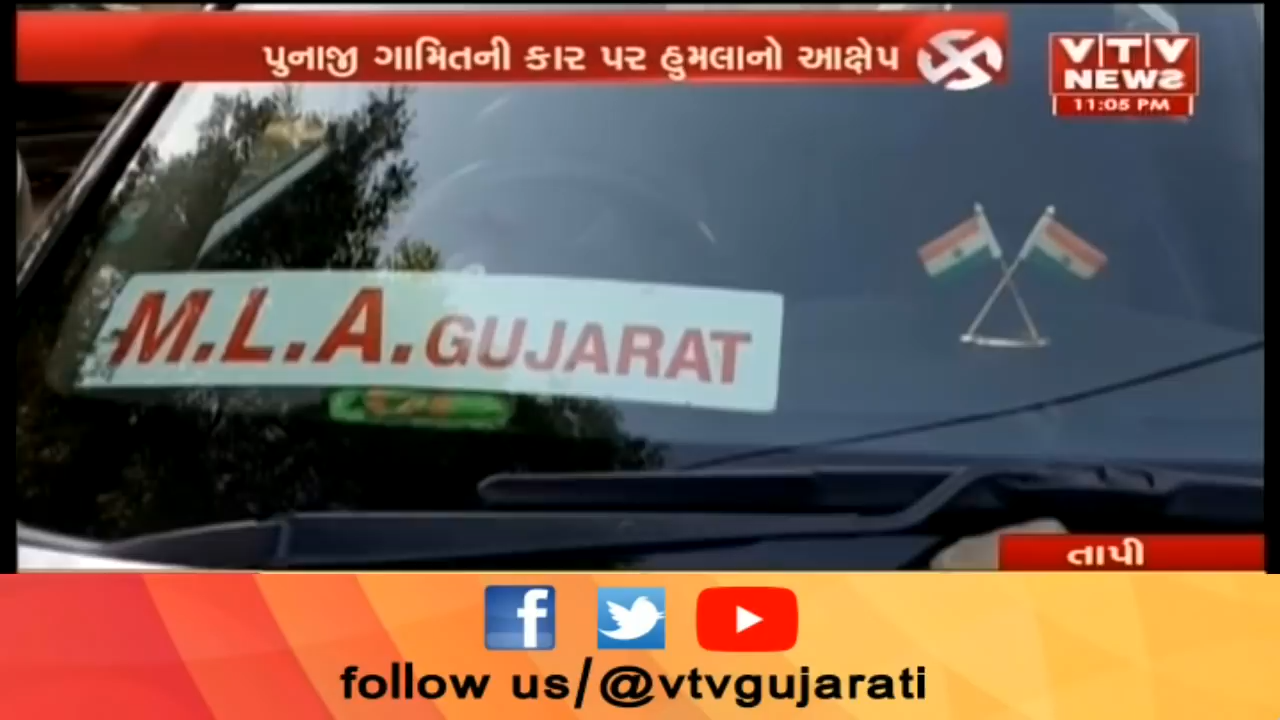 પુનાજી ગામિતની કાર પર હુમલાનો આક્ષેપ
VTV
NEWS
11:05 PM
M.L.A. GUJARAT
તાપી
follow us/@vtvgujarati